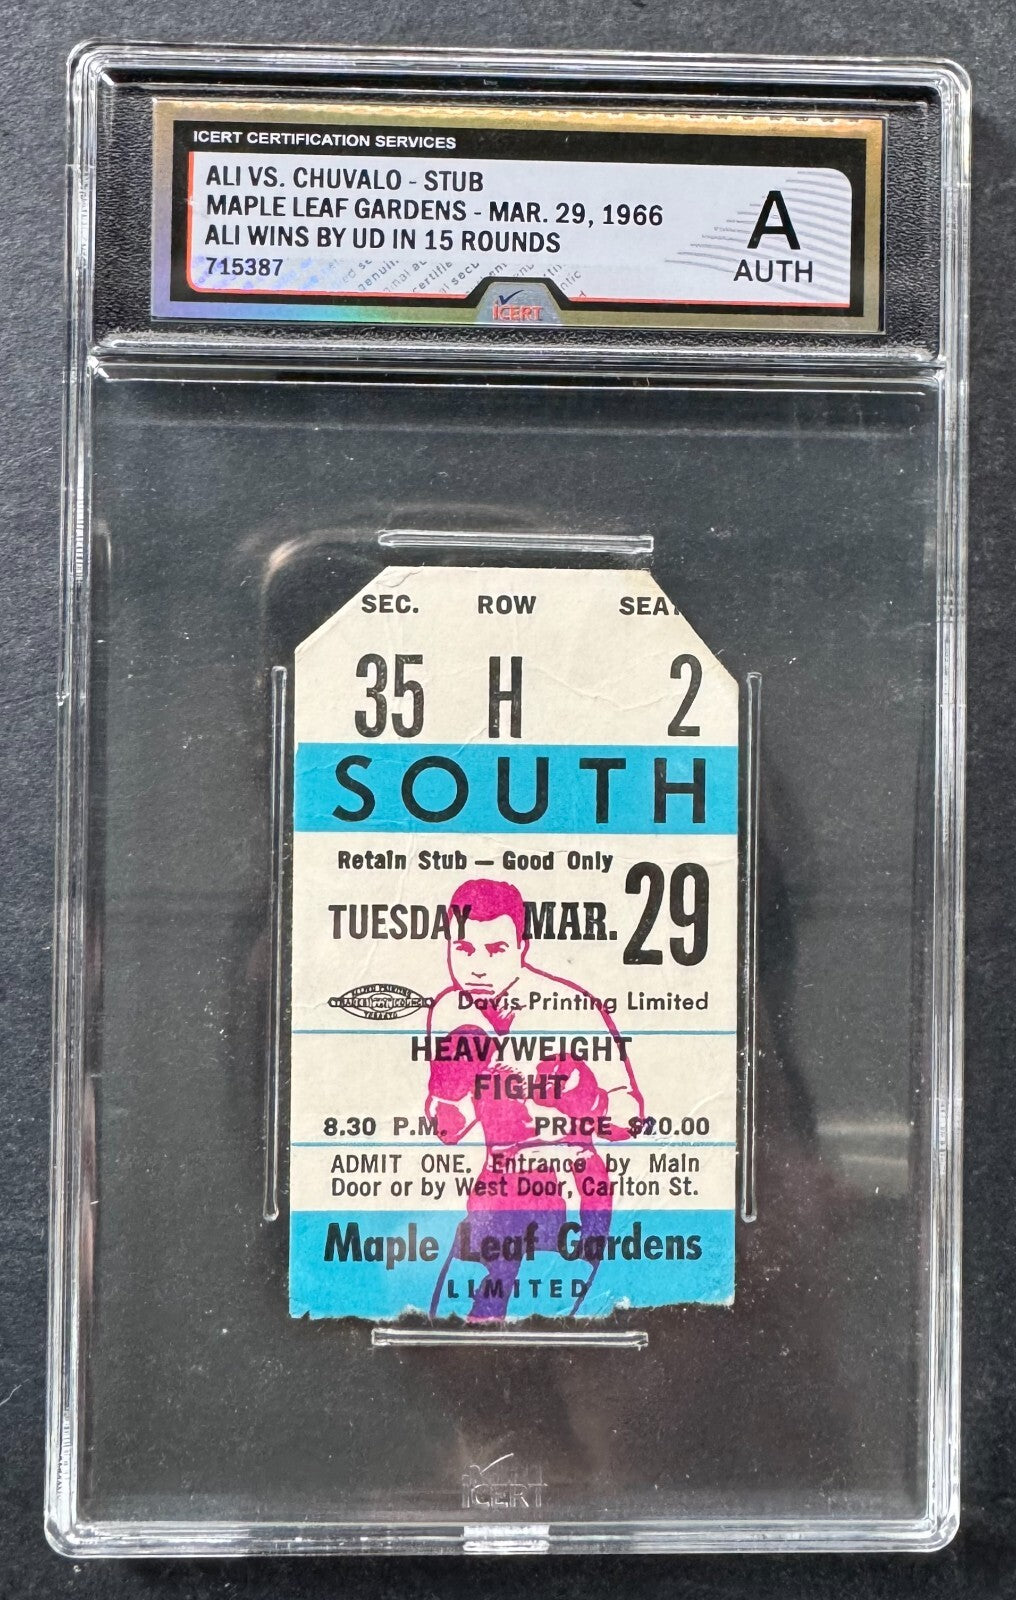 ICERT CERTIFICATION SERVICES
ALI VS. CHUVALO - STUB
MAPLE LEAF GARDENS - MAR. 29, 1966
ALI WINS BY UD IN 15 ROUNDS
715387
A
AUTH
ICERT
SEC. ROW SEAT
35 H 2
SOUTH
Retain Stub — Good Only
TUESDAY MAR. 29
Davis Printing Limited
HEAVYWEIGHT
FIGHT
8.30 P.M. PRICE $20.00
ADMIT ONE. Entrance by Main
Door or by West Door, Carlton St.
Maple Leaf Gardens
LIMITED
ICERT